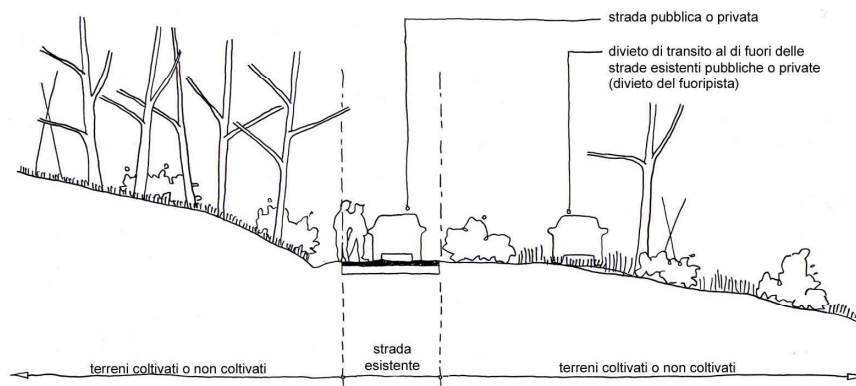 strada pubblica o privata
divieto di transito al di fuori delle
strade esistenti pubbliche o private
(divieto del fuoripista)
terreni coltivati o non coltivati
strada
esistente
terreni coltivati o non coltivati